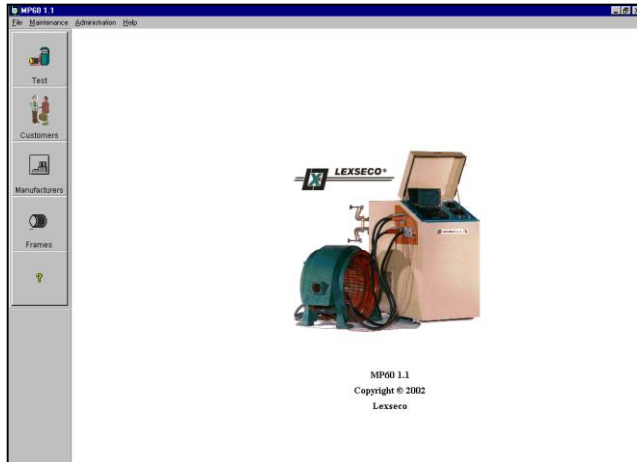 MP60 1.1
File Maintenance Administration Help
Test
Customers
Manufacturers
Frames
?
LEXSECO®
MP60 1.1
Copyright © 2002
Lexseco